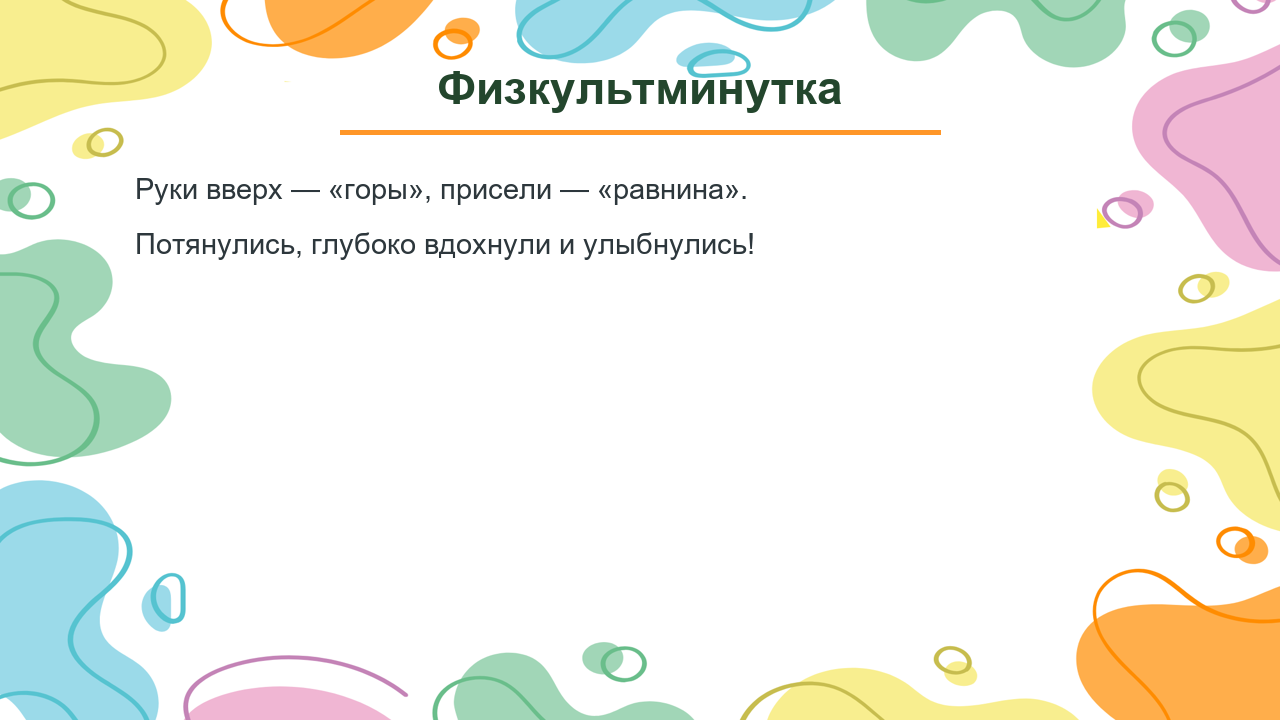 Физкультминутка
Руки вверх — «горы», присели — «равнина».
Потянулись, глубоко вдохнули и улыбнулись!